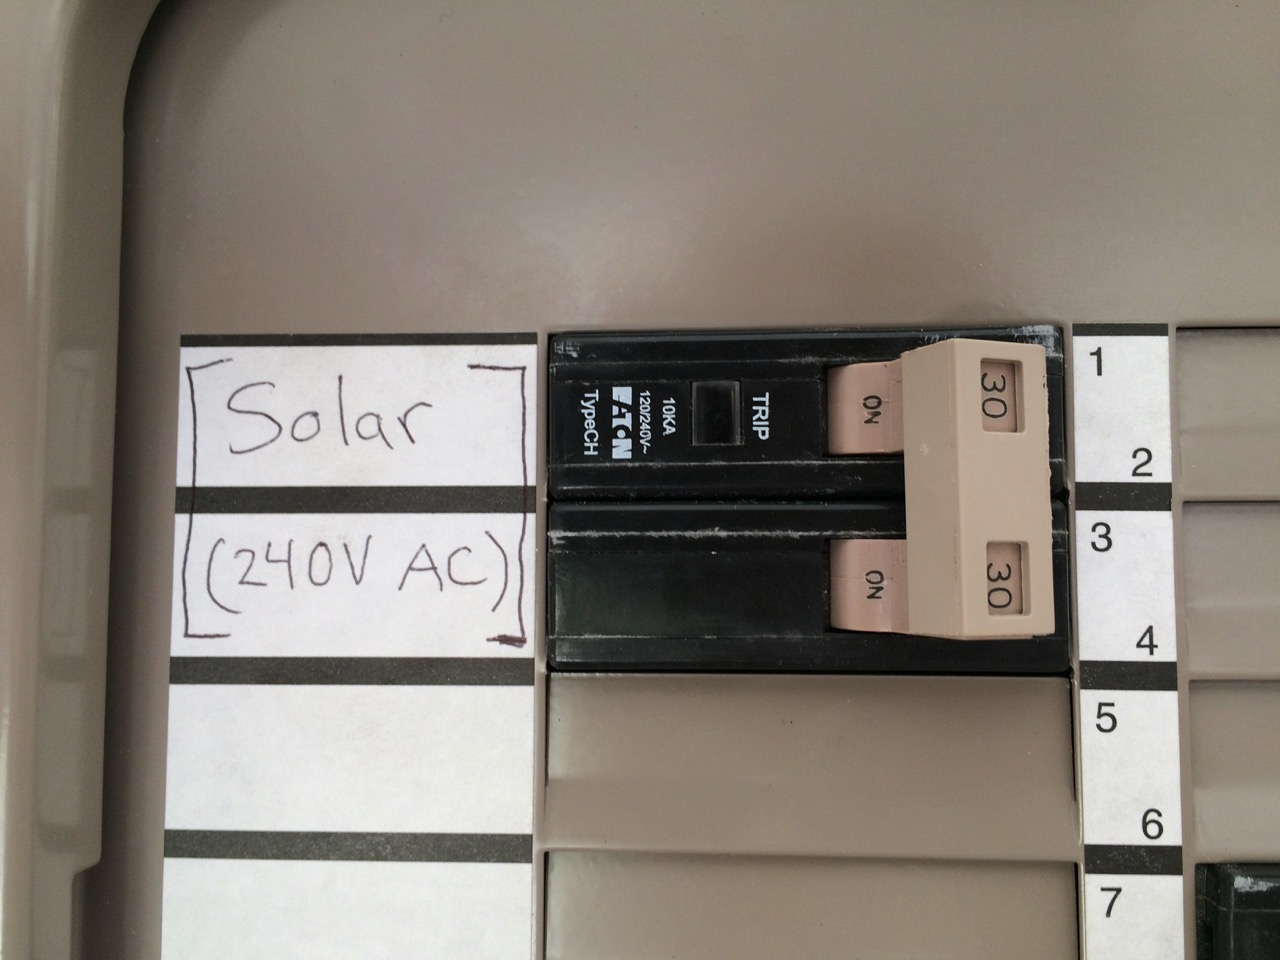 Solar
(240V AC)
TRIP
10KA
120/240V~
EATON
TypeCH
ON
30
ON
30
1
2
3
4
5
6
7